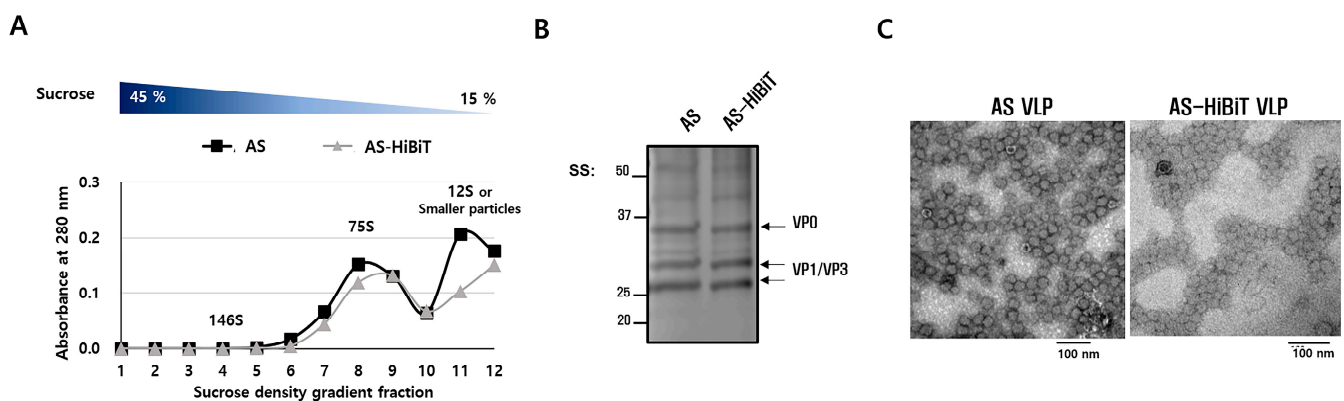 A
Sucrose
45 %
15 %
AS
AS-HiBiT
Absorbance at 280 nm
0.3
0.2
0.1
0.0
146S
75S
12S or
Smaller particles
1 2 3 4 5 6 7 8 9 10 11 12
Sucrose density gradient fraction
B
AS
AS-HiBiT
SS:
50
37
25
20
VP0
VP1/VP3
C
AS VLP
AS-HiBiT VLP
100 nm
100 nm